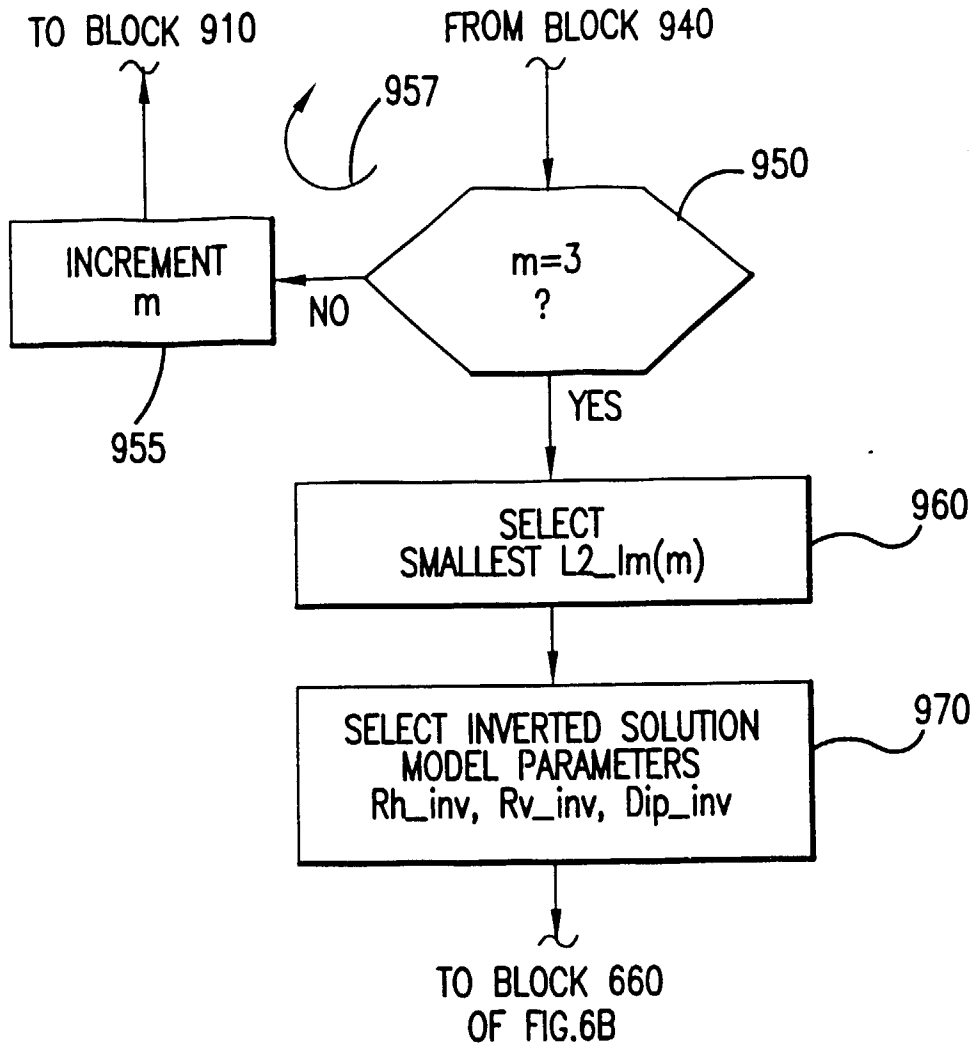 TO BLOCK 910
FROM BLOCK 940
957
950
m=3
?
INCREMENT
m
NO
YES
955
SELECT
SMALLEST L2_lm(m)
960
SELECT INVERTED SOLUTION
MODEL PARAMETERS
Rh_inv, Rv_inv, Dip_inv
970
TO BLOCK 660
OF FIG.6B